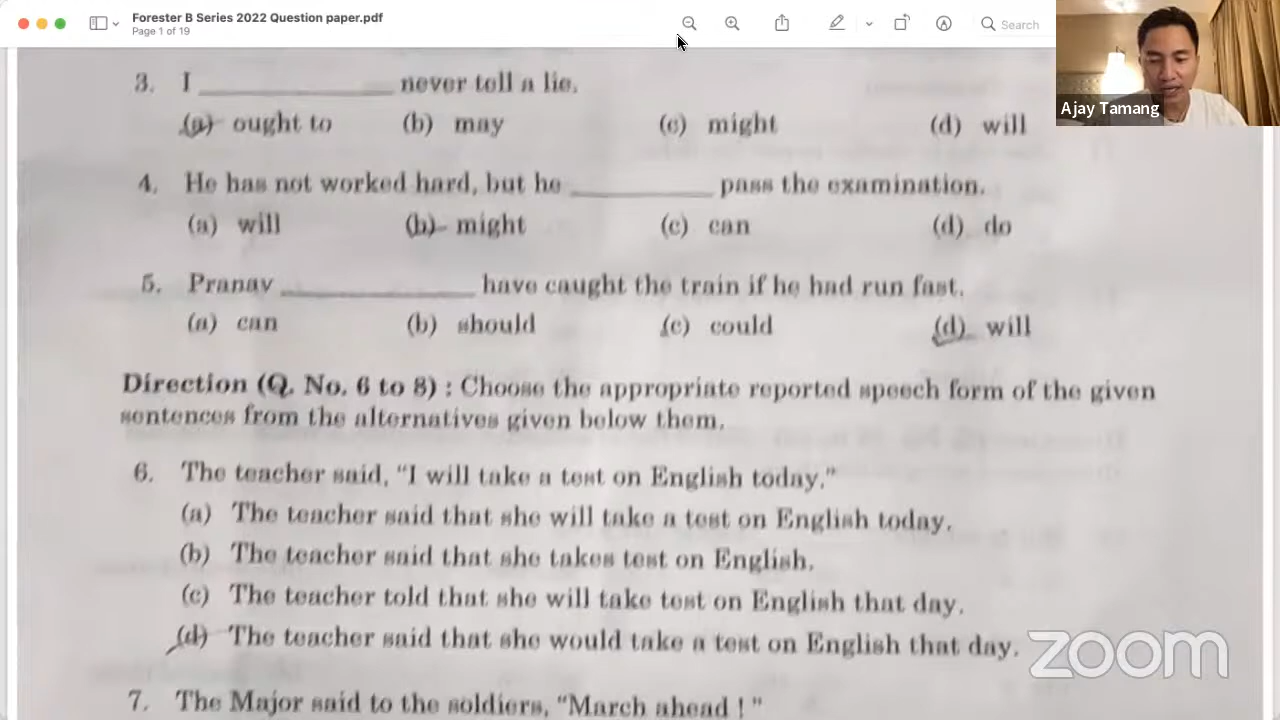 Forester B Series 2022 Question paper.pdf
Page 1 of 19
Search
Ajay Tamang
3. I ____________ never tell a lie.
(a) ought to (b) may (c) might (d) will
4. He has not worked hard, but he __________ pass the examination.
(a) will (b) might (c) can (d) do
5. Pranav ____________ have caught the train if he had run fast.
(a) can (b) should (c) could (d) will
Direction (Q. No. 6 to 8) : Choose the appropriate reported speech form of the given
sentences from the alternatives given below them.
6. The teacher said, “I will take a test on English today.”
(a) The teacher said that she will take a test on English today.
(b) The teacher said that she takes test on English.
(c) The teacher told that she will take test on English that day.
(d) The teacher said that she would take a test on English that day.
zoom
7. The Major said to the soldiers, “March ahead ! ”